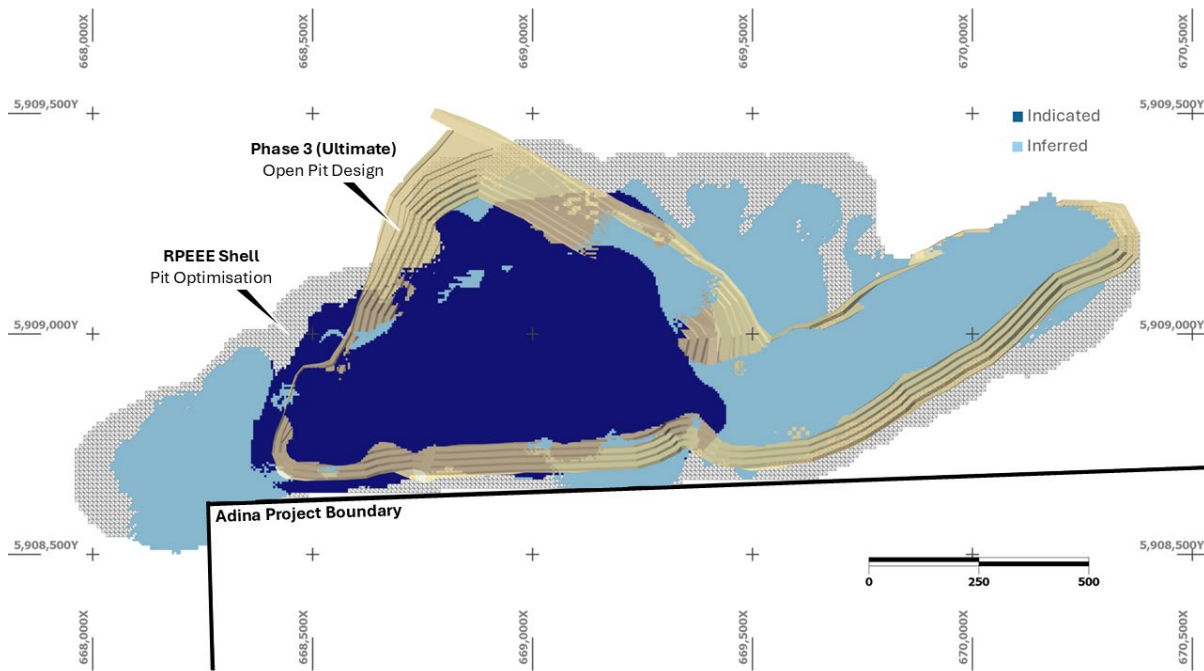 668,000X
668,500X
669,000X
669,500X
670,000X
670,500X
5,909,500Y
5,909,500Y
Indicated
Phase 3 (Ultimate)
Open Pit Design
Inferred
RPEEE Shell
Pit Optimisation
5,909,000Y
5,909,000Y
Adina Project Boundary
5,908,500Y
5,908,500Y
0
250
500
668,000X
668,500X
669,000X
669,500X
670,000X
670,500X